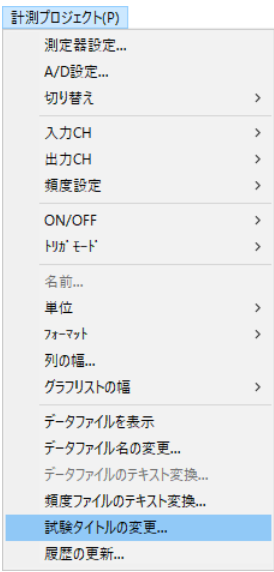 計測プロジェクト(P)
測定器設定...
A/D設定...
切り替え
入力CH
出力CH
頻度設定
ON/OFF
ﾄﾘｶﾞﾓｰﾄﾞ
名前...
単位
ﾌｫｰﾏｯﾄ
列の幅...
グラフリストの幅
データファイルを表示
データファイル名の変更...
データファイルのテキスト変換...
頻度ファイルのテキスト変換...
試験タイトルの変更...
履歴の更新...